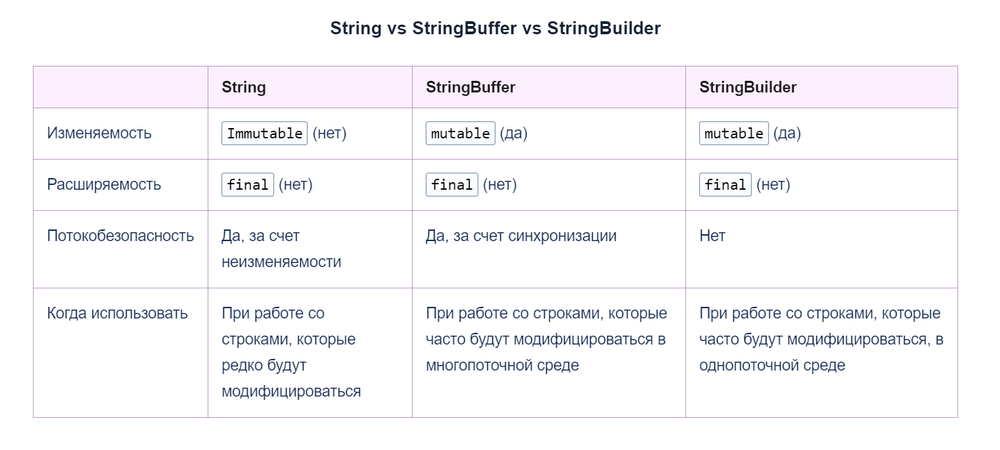 String vs StringBuffer vs StringBuilder
String
StringBuffer
StringBuilder
Изменяемость
Immutable (нет)
mutable (да)
mutable (да)
Расширяемость
final (нет)
final (нет)
final (нет)
Потокобезопасность
Да, за счет
неизменяемости
Да, за счет синхронизации
Нет
Когда использовать
При работе со
строками, которые
редко будут
модифицироваться
При работе со строками, которые
часто будут модифицироваться в
многопоточной среде
При работе со строками, которые
часто будут модифицироваться, в
однопоточной среде